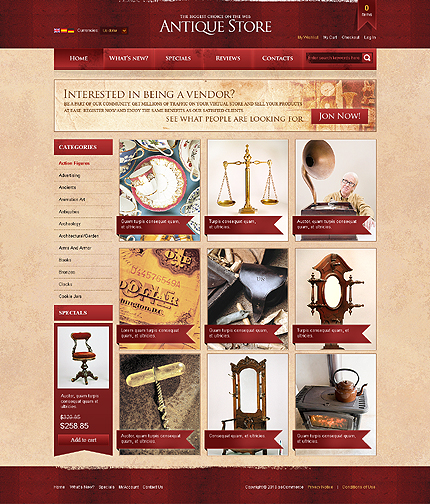 0
items
THE BIGGEST CHOICE ON THE WEB
ANTIQUE STORE
Currencies:
My Wishlist My Cart Checkout Log In
HOME WHAT'S NEW? SPECIALS REVIEWS CONTACTS
Enter search keywords here
INTERESTED IN BEING A VENDOR?
BE A PART OF OUR COMMUNITY. GET MILLIONS OF TRAFFIC ON YOUR VIRTUAL STORE AND SELL YOUR PRODUCTS
AT EASE. REGISTER NOW AND ENJOY THE SAME BENEFITS AS OUR SATISFIED CLIENTS.
SEE WHAT PEOPLE ARE LOOKING FOR.
JOIN NOW!
CATEGORIES
Action Figures
Advertising
Ancients
Animation Art
Antiquities
Archeology
Architectural/Garden
Arms And Armor
Books
Bronzes
Clocks
Cookie Jars
SPECIALS
Auctor, quam turpis
consequat quam, et
ultricies.
$329.85
$258.85
Add to cart
Quam turpis consequat quam,
et ultricies.
Turpis consequat quam,
et ultricies.
Auctor, quam turpis consequat
quam, et ultricies.
Lorem quam turpis consequat
quam, et ultricies.
Quam turpis consequat quam,
et ultricies.
Turpis consequat quam,
et ultricies.
Auctor, quam turpis consequat
quam, et ultricies.
Quam turpis consequat quam,
et ultricies.
Turpis consequat quam,
et ultricies.
Home What's New? Specials My Account Contact Us
Privacy Notice | Conditions of Use